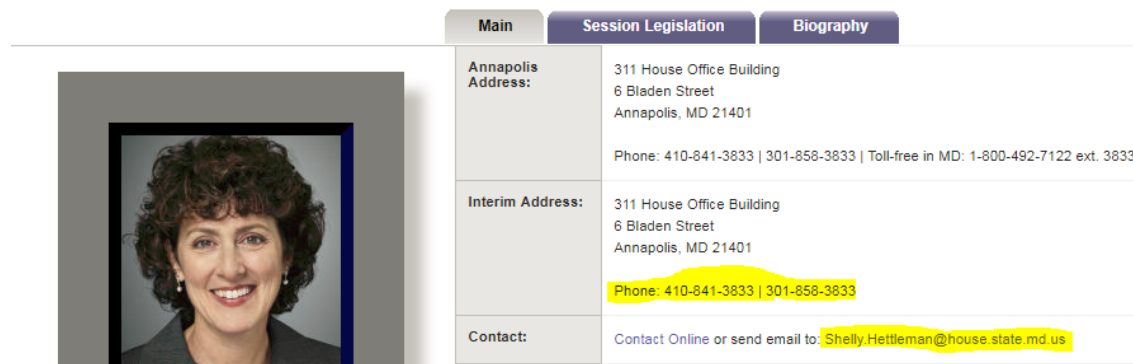 Main Session Legislation Biography
Annapolis
Address:
311 House Office Building
6 Bladen Street
Annapolis, MD 21401
Phone: 410-841-3833 | 301-858-3833 | Toll-free in MD: 1-800-492-7122 ext. 3833
Interim Address:
311 House Office Building
6 Bladen Street
Annapolis, MD 21401
Phone: 410-841-3833 | 301-858-3833
Contact:
Contact Online or send email to: Shelly.Hettleman@house.state.md.us